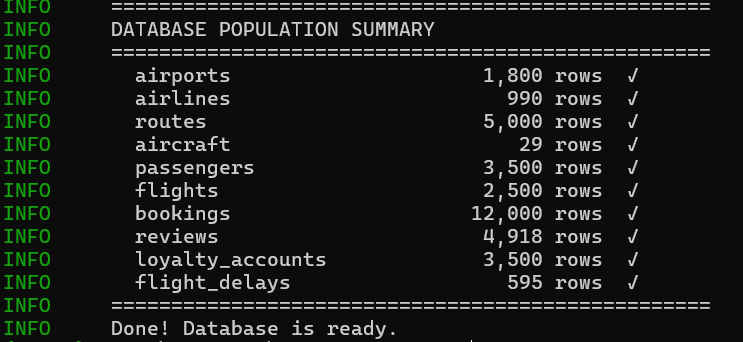 INFO ==================================================
INFO DATABASE POPULATION SUMMARY
INFO ==================================================
INFO airports 1,800 rows ✓
INFO airlines 990 rows ✓
INFO routes 5,000 rows ✓
INFO aircraft 29 rows ✓
INFO passengers 3,500 rows ✓
INFO flights 2,500 rows ✓
INFO bookings 12,000 rows ✓
INFO reviews 4,918 rows ✓
INFO loyalty_accounts 3,500 rows ✓
INFO flight_delays 595 rows ✓
INFO ==================================================
INFO Done! Database is ready.